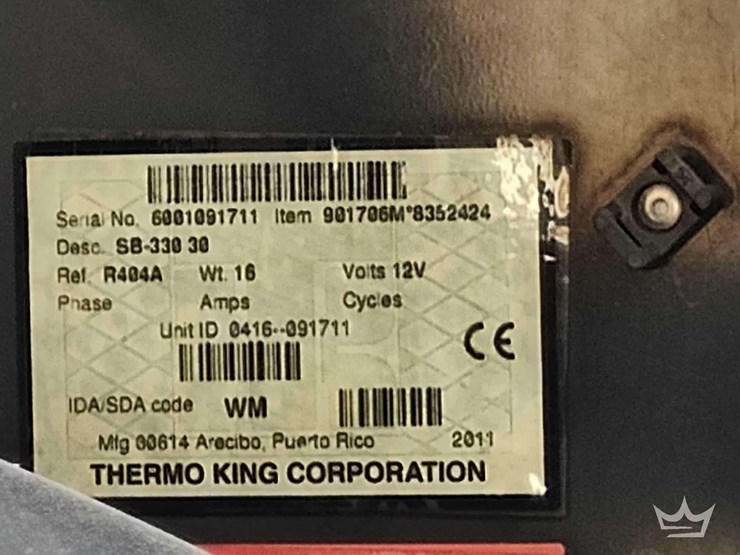 Serial No. 6001091711 Item 901706M*8352424
Desc. SB-330 30
Ref. R404A Wt. 16 Volts 12V
Phase Amps Cycles
Unit ID 0416--091711
CE
IDA/SDA code WM
Mfg 00614 Arecibo, Puerto Rico 2011
THERMO KING CORPORATION